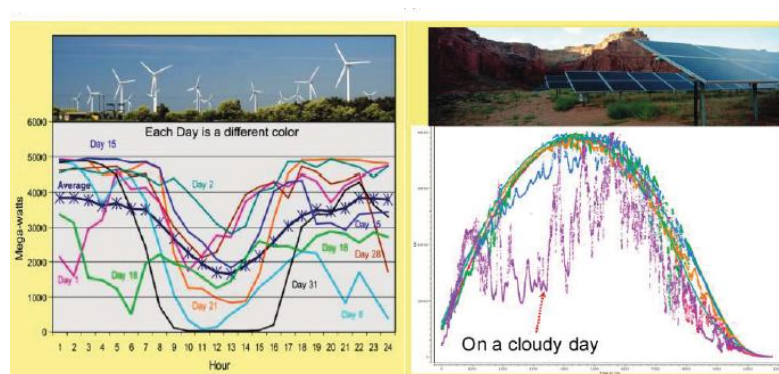 6000
Each Day is a different color
Day 15
5000
Day 2
4000
Average
Mega-watts
3000
Day 15
Day 18
Day 28
2000
Day 1
Day 18
Day 31
1000
Day 21
0
1 2 3 4 5 6 7 8 9 10 11 12 13 14 15 16 17 18 19 20 21 22 23 24
Hour
On a cloudy day